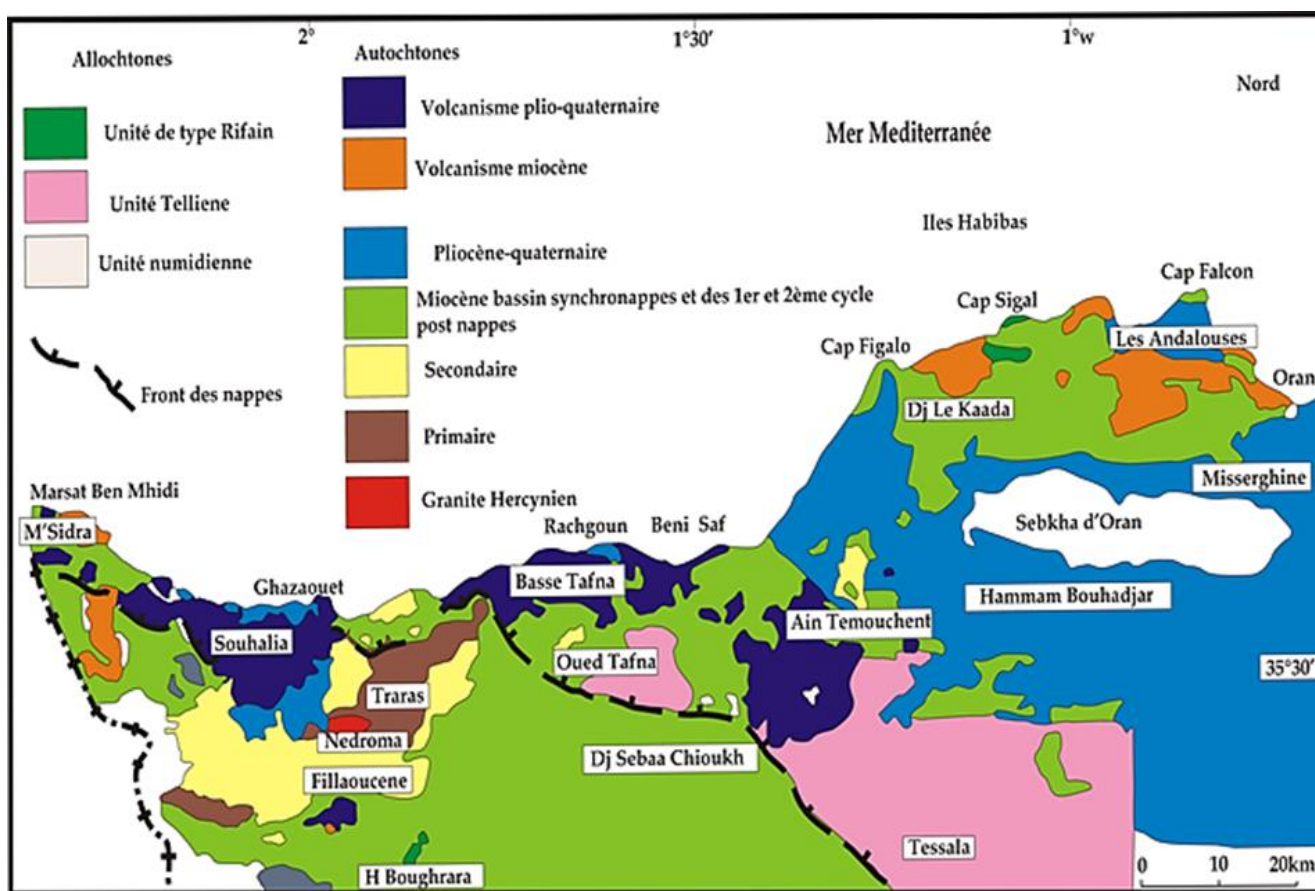 2°
1°30'
1°w
Allochtones
Autochtones
Nord
Unité de type Rifain
Unité Telliene
Unité numidienne
Front des nappes
Volcanisme plio-quaternaire
Volcanisme miocène
Pliocène-quaternaire
Miocène bassin synchronappes et des 1er et 2ème cycle
post nappes
Secondaire
Primaire
Granite Hercynien
Mer Mediterranée
Iles Habibas
Cap Falcon
Cap Sigal
Les Andalouses
Cap Figalo
Oran
Dj Le Kaada
Misserghine
Sebkha d'Oran
Marsat Ben Mhidi
M'Sidra
Rachgoun
Beni Saf
Ghazaouet
Basse Tafna
Hammam Bouhadjar
Ain Temouchent
Souhalia
Oued Tafna
35°30'
Traras
Nedroma
Dj Sebaa Chioukh
Fillaoucene
Tessala
H Boughrara
0 10 20km